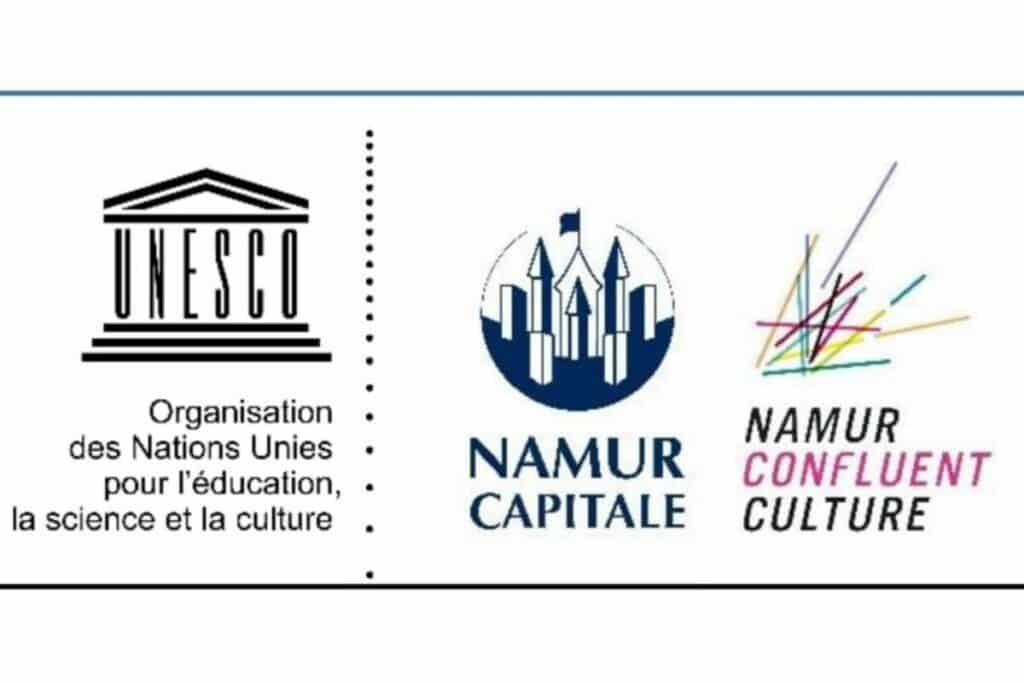 UNESCO
Organisation
des Nations Unies
pour l'éducation,
la science et la culture
NAMUR
CAPITALE
NAMUR
CONFLUENT
CULTURE